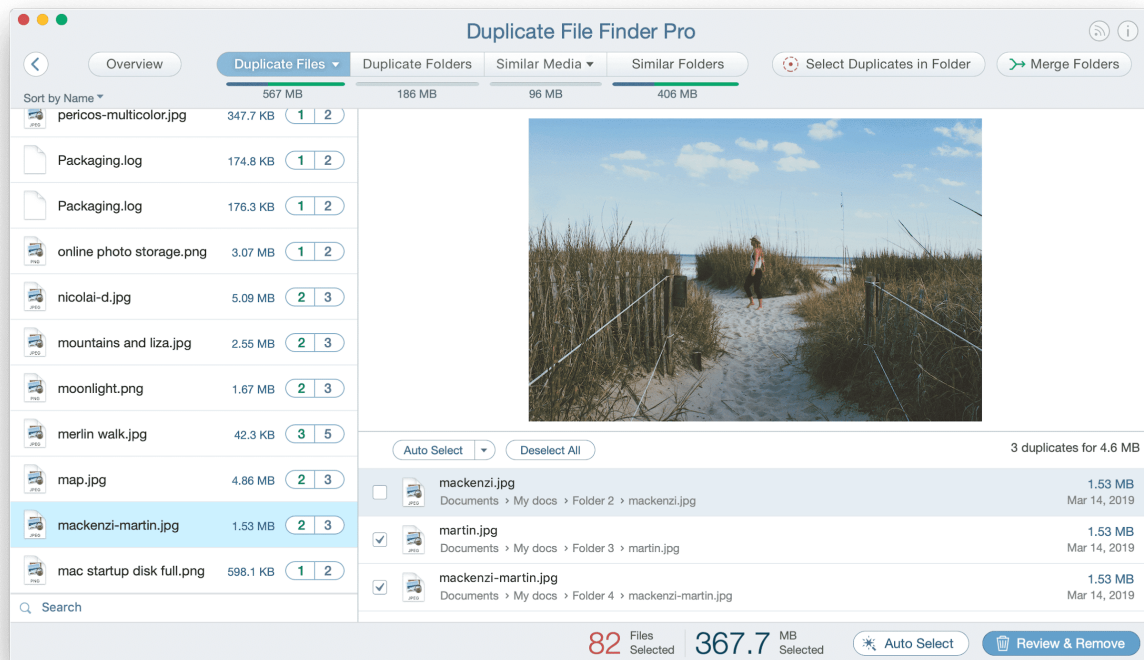 Duplicate File Finder Pro
Overview
Duplicate Files
Duplicate Folders
Similar Media
Similar Folders
Select Duplicates in Folder
Merge Folders
567 MB
186 MB
96 MB
406 MB
Sort by Name
pericos-multicolor.jpg 347.7 KB 1 2
Packaging.log 174.8 KB 1 2
Packaging.log 176.3 KB 1 2
online photo storage.png 3.07 MB 1 2
nicolai-d.jpg 5.09 MB 2 3
mountains and liza.jpg 2.55 MB 2 3
moonlight.png 1.67 MB 2 3
merlin walk.jpg 42.3 KB 3 5
map.jpg 4.86 MB 2 3
mackenzi-martin.jpg 1.53 MB 2 3
mac startup disk full.png 598.1 KB 1 2
Search
Auto Select
Deselect All
3 duplicates for 4.6 MB
mackenzi.jpg 1.53 MB
Documents › My docs › Folder 2 › mackenzi.jpg Mar 14, 2019
martin.jpg 1.53 MB
Documents › My docs › Folder 3 › martin.jpg Mar 14, 2019
mackenzi-martin.jpg 1.53 MB
Documents › My docs › Folder 4 › mackenzi-martin.jpg Mar 14, 2019
82 Files Selected
367.7 MB Selected
Auto Select
Review & Remove